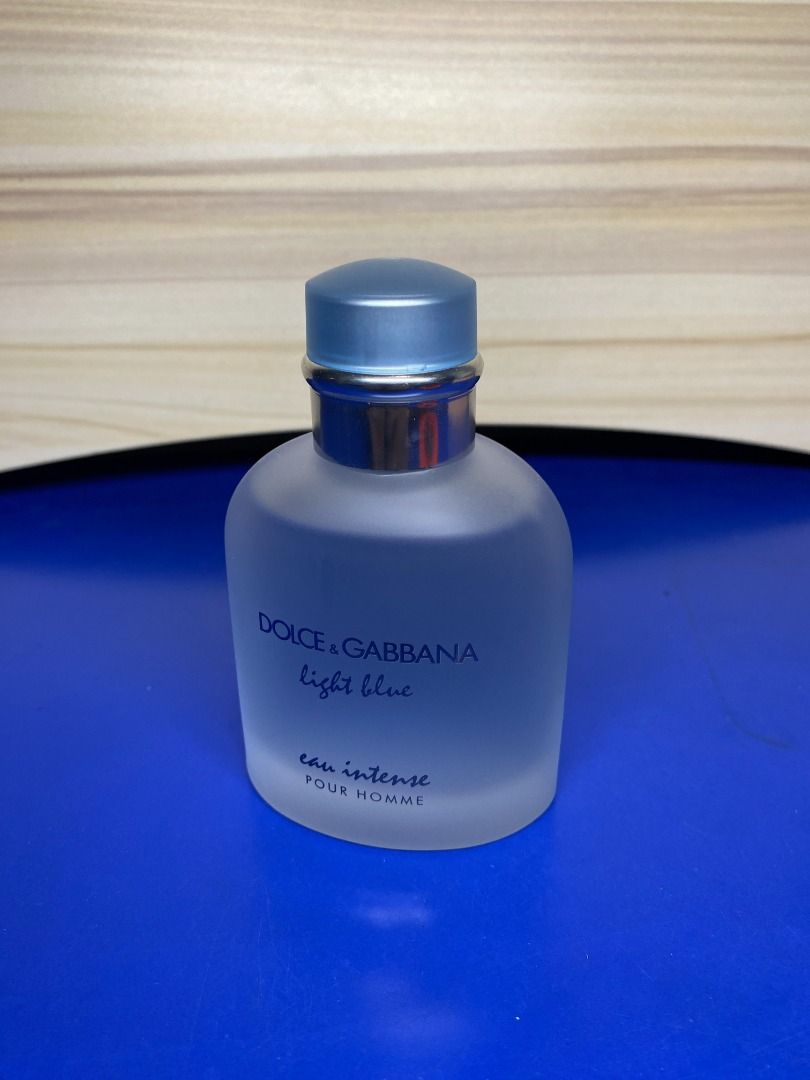 DOLCE & GABBANA
light blue
eau intense
POUR HOMME